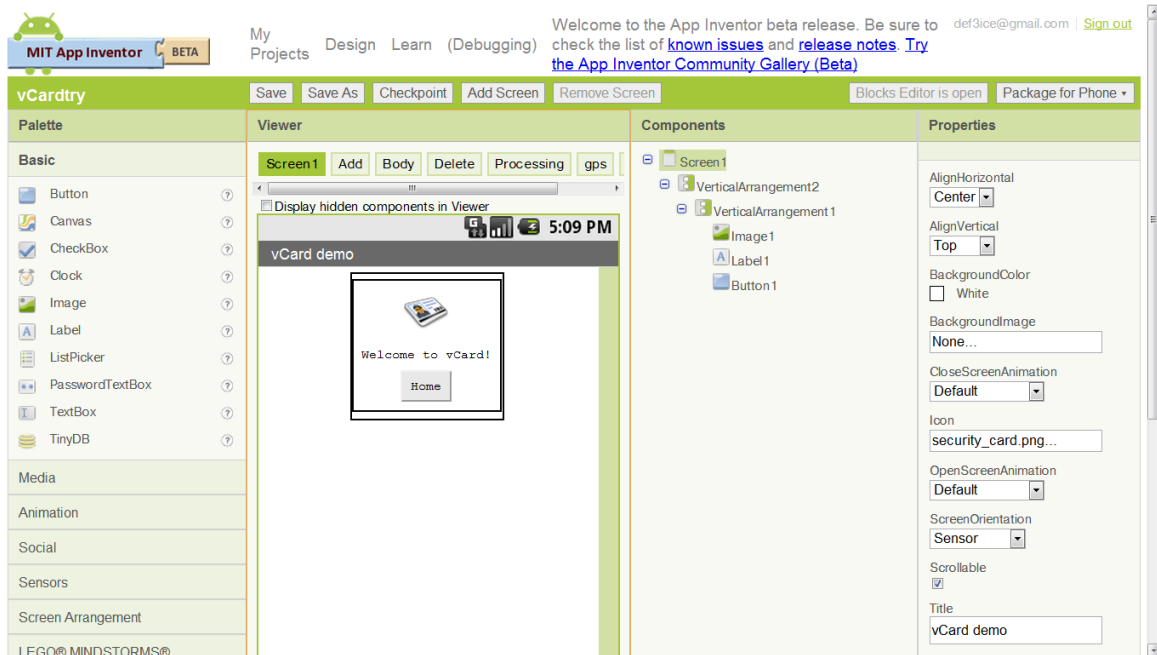 MIT App Inventor BETA
My Projects Design Learn (Debugging)
Welcome to the App Inventor beta release. Be sure to
check the list of known issues and release notes. Try
the App Inventor Community Gallery (Beta)
def3ice@gmail.com Sign out
vCardtry
Save Save As Checkpoint Add Screen Remove Screen Blocks Editor is open Package for Phone
Palette
Basic
Button ?
Canvas ?
CheckBox ?
Clock ?
Image ?
Label ?
ListPicker ?
PasswordTextBox ?
TextBox ?
TinyDB ?
Media
Animation
Social
Sensors
Screen Arrangement
LEGO® MINDSTORMS®
Viewer
Screen1 Add Body Delete Processing gps
Display hidden components in Viewer
G 5:09 PM
vCard demo
Welcome to vCard!
Home
Components
Screen1
VerticalArrangement2
VerticalArrangement1
Image1
A Label1
Button1
Properties
AlignHorizontal
Center
AlignVertical
Top
BackgroundColor
White
BackgroundImage
None...
CloseScreenAnimation
Default
Icon
security_card.png...
OpenScreenAnimation
Default
ScreenOrientation
Sensor
Scrollable
Title
vCard demo